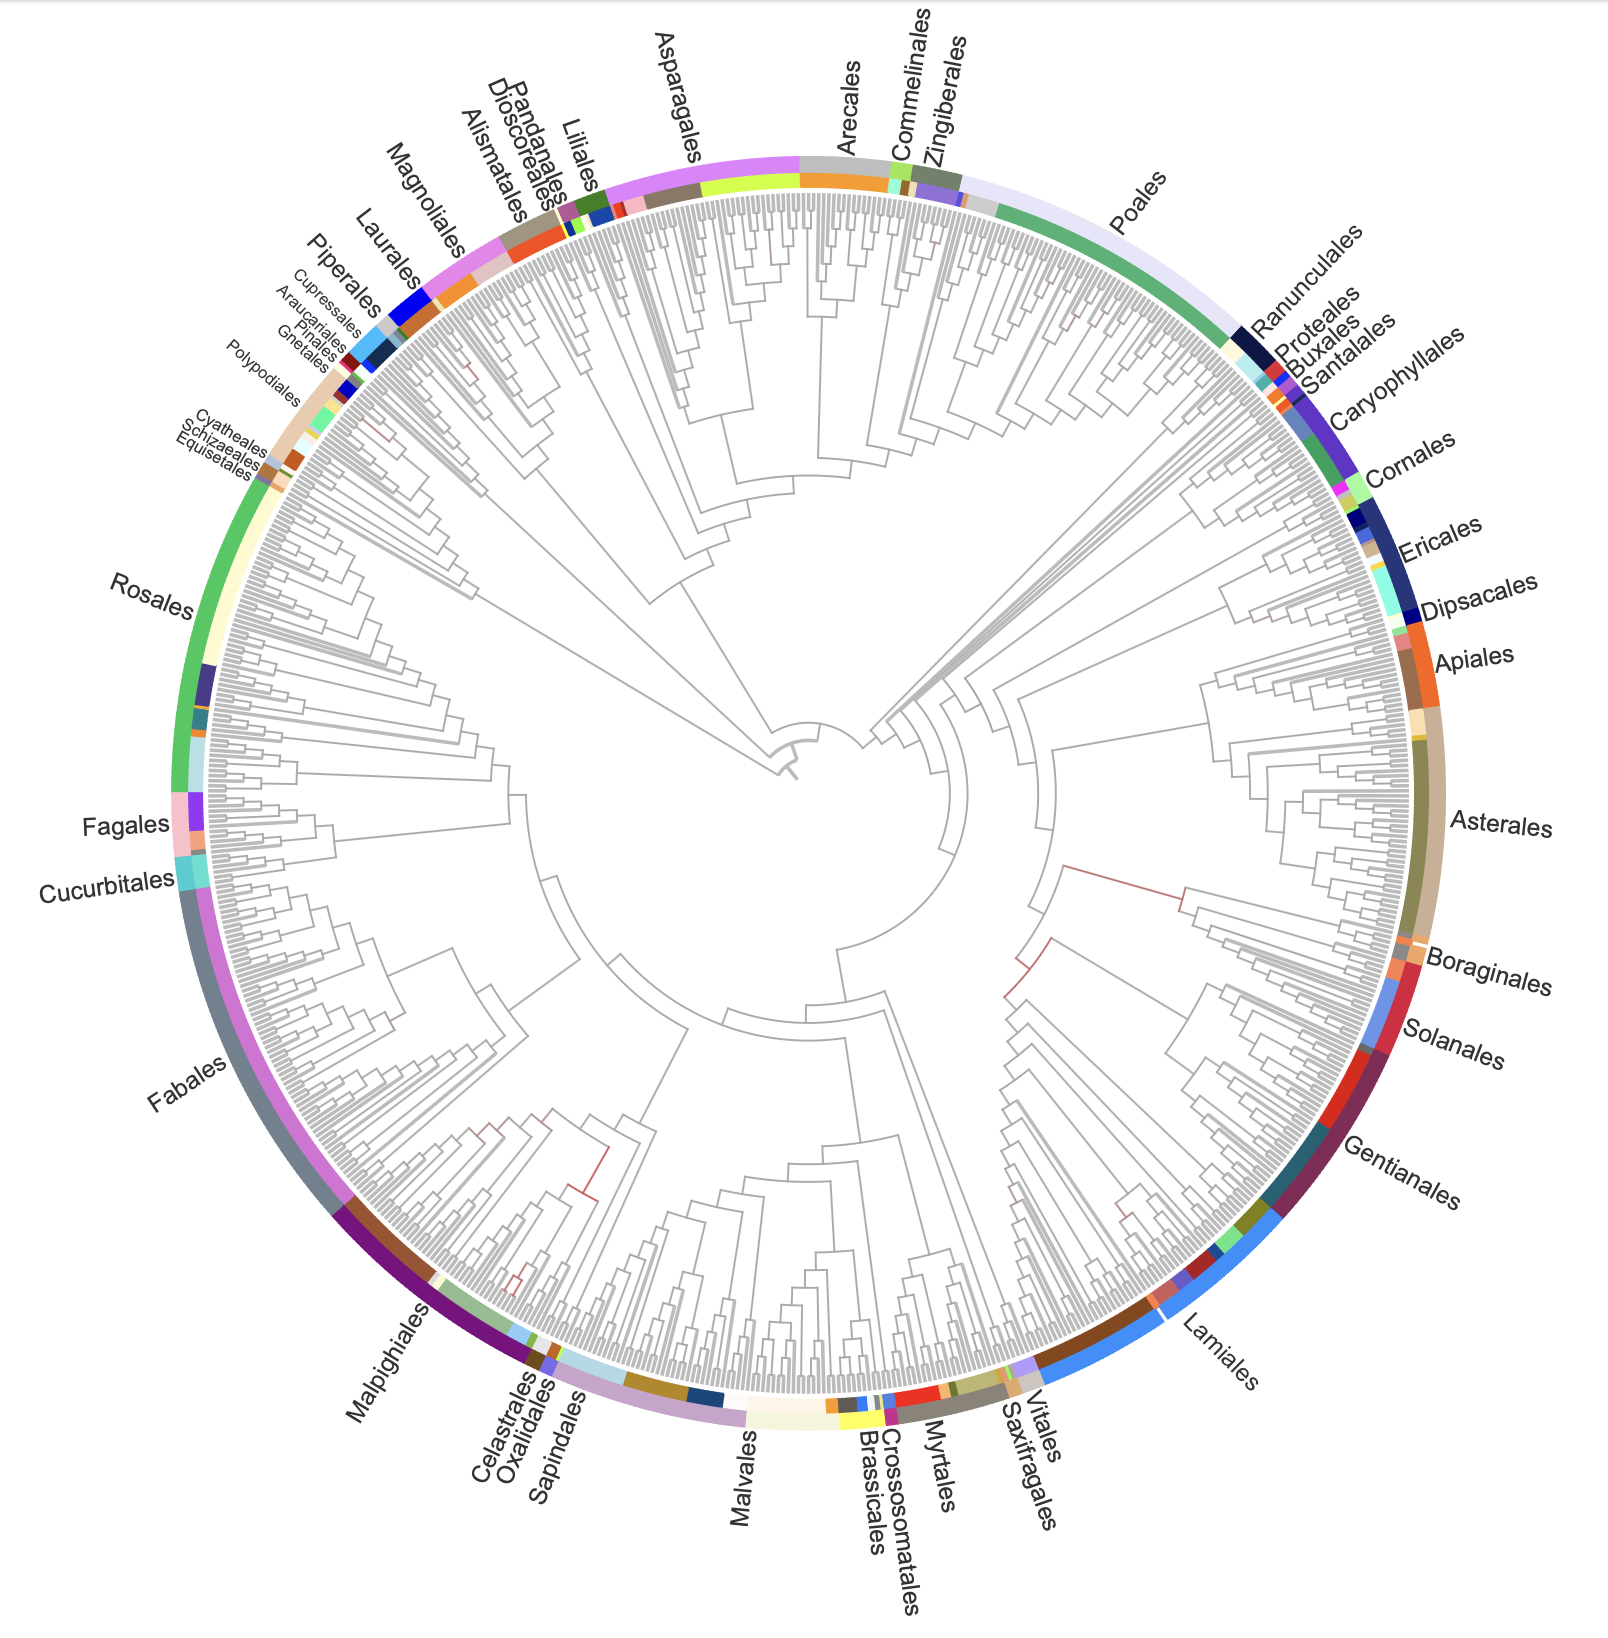 Asparagales
Arecales
Commelinales
Zingiberales
Poales
Ranunculales
Proteales
Buxales
Santalales
Caryophyllales
Cornales
Ericales
Dipsacales
Apiales
Asterales
Boraginales
Solanales
Gentianales
Lamiales
Vitales
Saxifragales
Myrtales
Crossosomatales
Brassicales
Malvales
Sapindales
Oxalidales
Celastrales
Malpighiales
Fabales
Cucurbitales
Fagales
Rosales
Equisetales
Schizaeales
Cyatheales
Polypodiales
Gnetales
Pinales
Araucariales
Cupressales
Piperales
Laurales
Magnoliales
Alismatales
Dioscoreales
Pandanales
Liliales